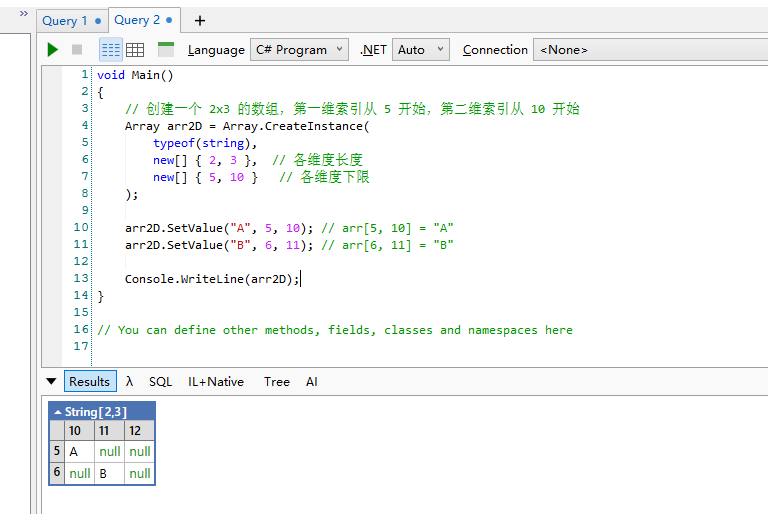 »
Query 1
Query 2
+
Language C# Program .NET Auto Connection <None>
1 void Main()
2 {
3 // 创建一个 2x3 的数组，第一维索引从 5 开始，第二维索引从 10 开始
4 Array arr2D = Array.CreateInstance(
5 typeof(string),
6 new[] { 2, 3 }, // 各维度长度
7 new[] { 5, 10 } // 各维度下限
8 );
9
10 arr2D.SetValue("A", 5, 10); // arr[5, 10] = "A"
11 arr2D.SetValue("B", 6, 11); // arr[6, 11] = "B"
12
13 Console.WriteLine(arr2D);
14 }
15
16 // You can define other methods, fields, classes and namespaces here
17
Results λ SQL IL+Native Tree AI
String[2,3]
10 11 12
5 A null null
6 null B null